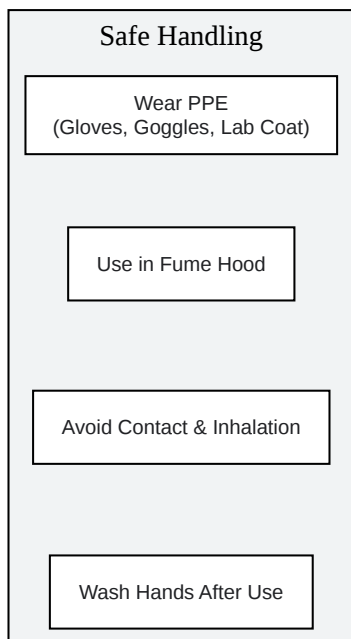 Safe Handling
Wear PPE
(Gloves, Goggles, Lab Coat)
Use in Fume Hood
Avoid Contact & Inhalation
Wash Hands After Use